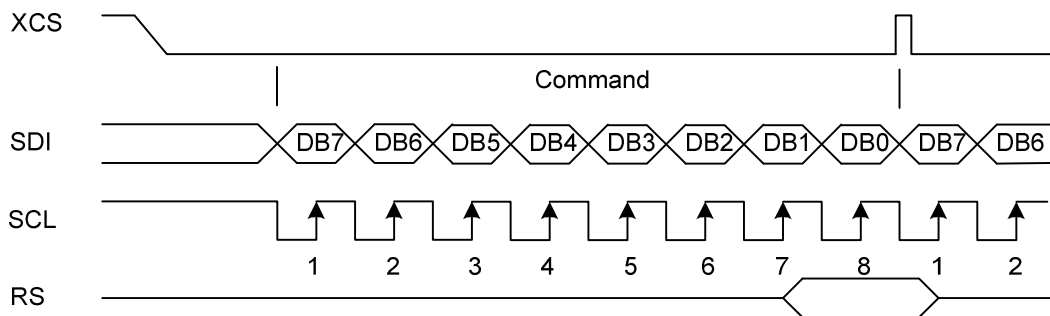 XCS
Command
SDI DB7 DB6 DB5 DB4 DB3 DB2 DB1 DB0 DB7 DB6
SCL
1 2 3 4 5 6 7 8 1 2
RS